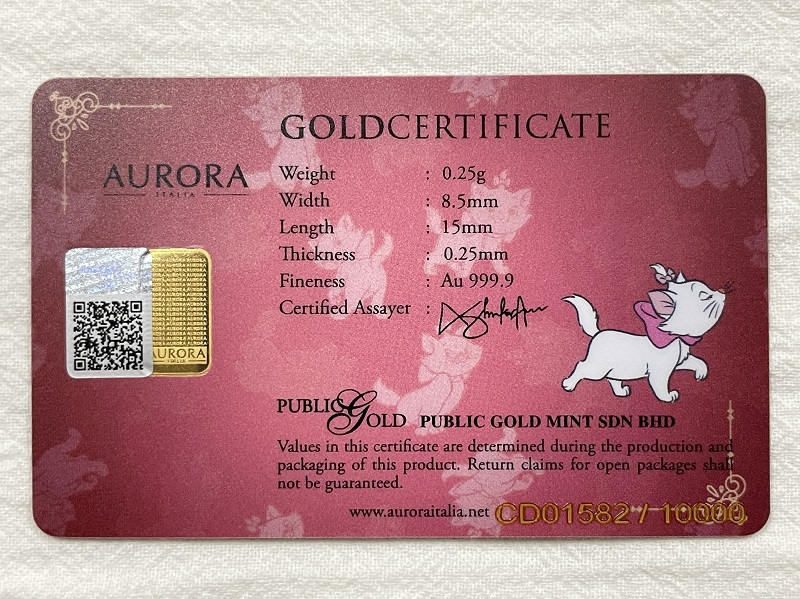 GOLDCERTIFICATE
AURORA
ITALIA
Weight : 0.25g
Width : 8.5mm
Length : 15mm
Thickness : 0.25mm
Fineness : Au 999.9
Certified Assayer :
AURORA
ITALIA
PUBLIC GOLD PUBLIC GOLD MINT SDN BHD
Values in this certificate are determined during the production and
packaging of this product. Return claims for open packages shall
not be guaranteed.
www.auroraitalia.net CD01582 / 10000